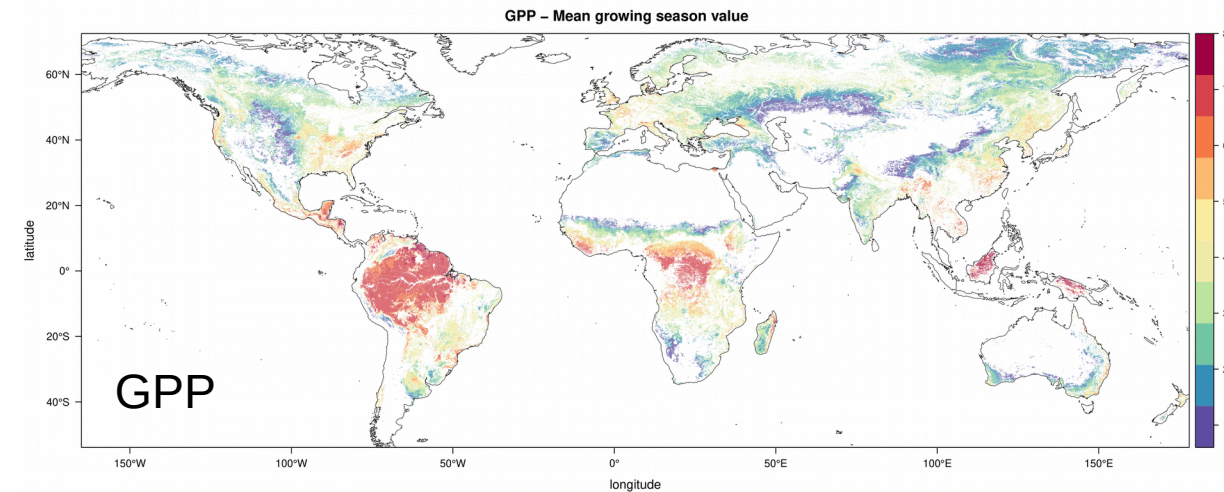 GPP – Mean growing season value
60°N
40°N
20°N
0°
20°S
40°S
latitude
GPP
150°W
100°W
50°W
0°
50°E
100°E
150°E
longitude